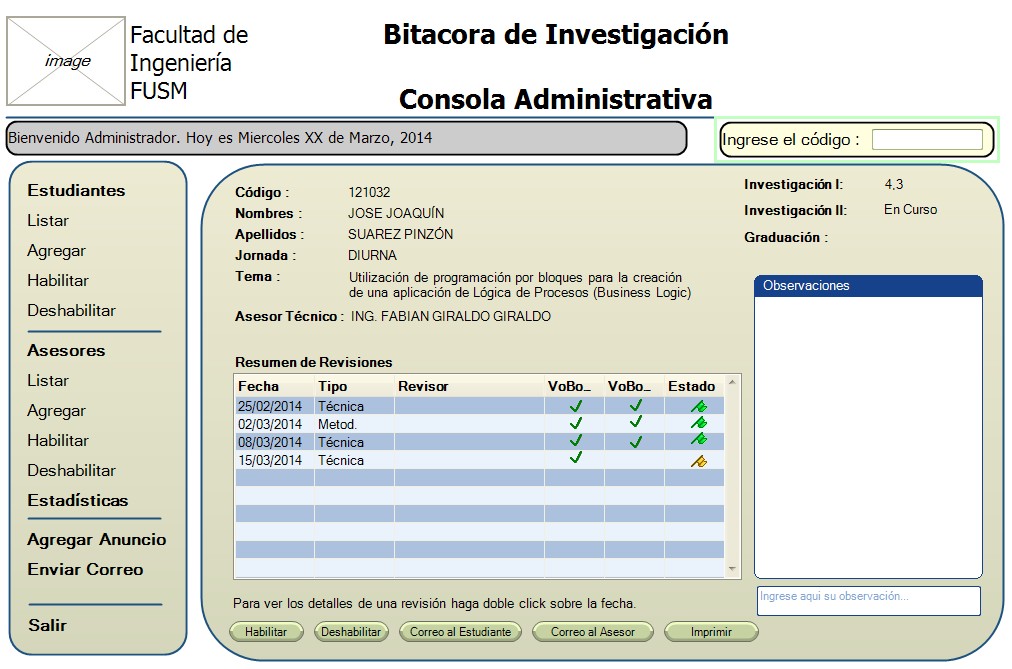 image
Facultad de
Ingeniería
FUSM
Bitacora de Investigación
Consola Administrativa
Bienvenido Administrador. Hoy es Miercoles XX de Marzo, 2014
Ingrese el código :
Estudiantes
Listar
Agregar
Habilitar
Deshabilitar
Asesores
Listar
Agregar
Habilitar
Deshabilitar
Estadísticas
Agregar Anuncio
Enviar Correo
Salir
Código : 121032
Nombres : JOSE JOAQUÍN
Apellidos : SUAREZ PINZÓN
Jornada : DIURNA
Tema : Utilización de programación por bloques para la creación
de una aplicación de Lógica de Procesos (Business Logic)
Asesor Técnico : ING. FABIAN GIRALDO GIRALDO
Investigación I: 4,3
Investigación II: En Curso
Graduación :
Resumen de Revisiones
Fecha Tipo Revisor VoBo... VoBo... Estado
25/02/2014 Técnica
02/03/2014 Metod.
08/03/2014 Técnica
15/03/2014 Técnica
Observaciones
Ingrese aqui su observación...
Para ver los detalles de una revisión haga doble click sobre la fecha.
Habilitar Deshabilitar Correo al Estudiante Correo al Asesor Imprimir